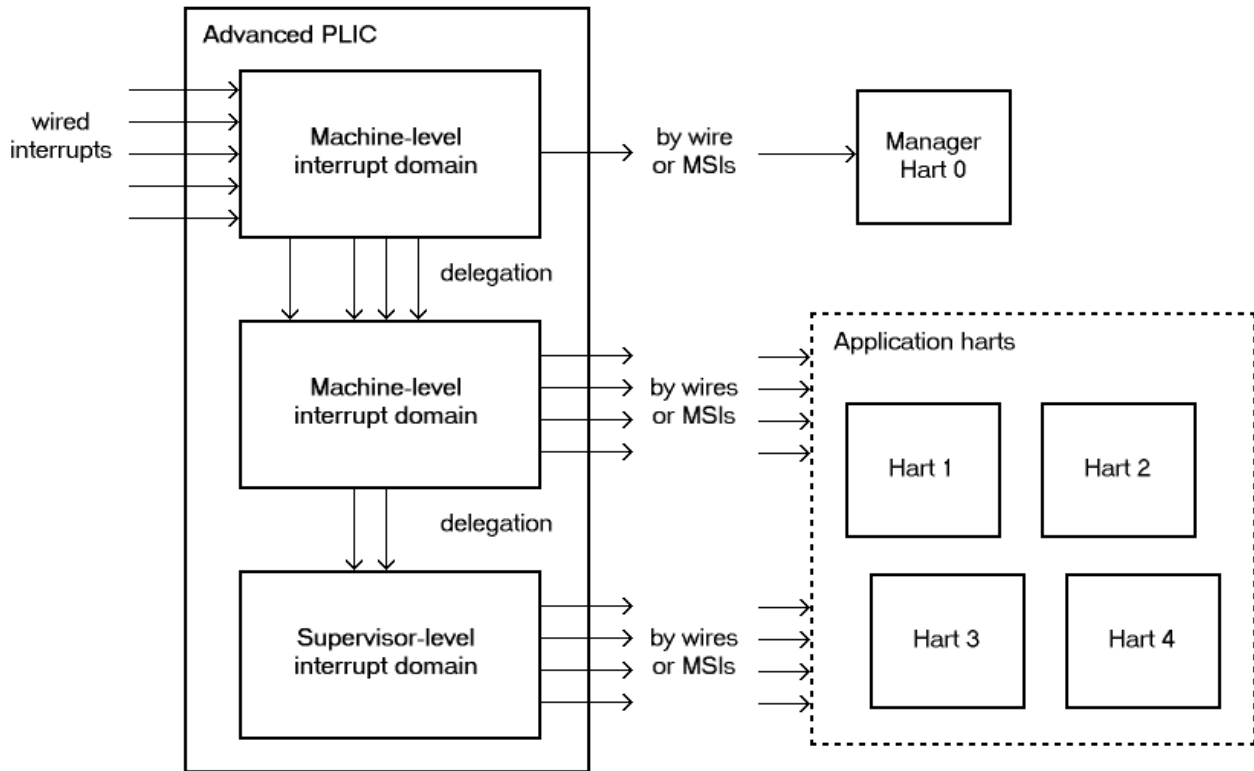 Advanced PLIC
wired
interrupts
Machine-level
interrupt domain
by wire
or MSIs
Manager
Hart 0
delegation
Machine-level
interrupt domain
by wires
or MSIs
Application harts
Hart 1
Hart 2
delegation
Supervisor-level
interrupt domain
by wires
or MSIs
Hart 3
Hart 4